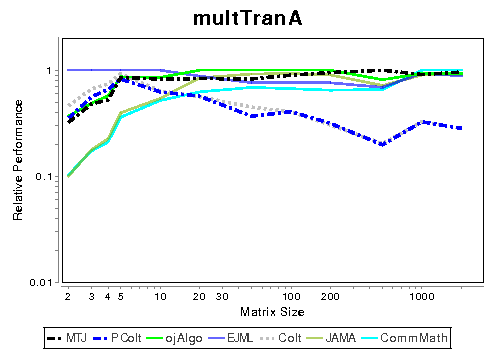 multTranA
Relative Performance
1
0.1
0.01
2 3 4 5 10 20 30 100 200 1000
Matrix Size
MTJ PColt ojAlgo EJML Colt JAMA CommMath